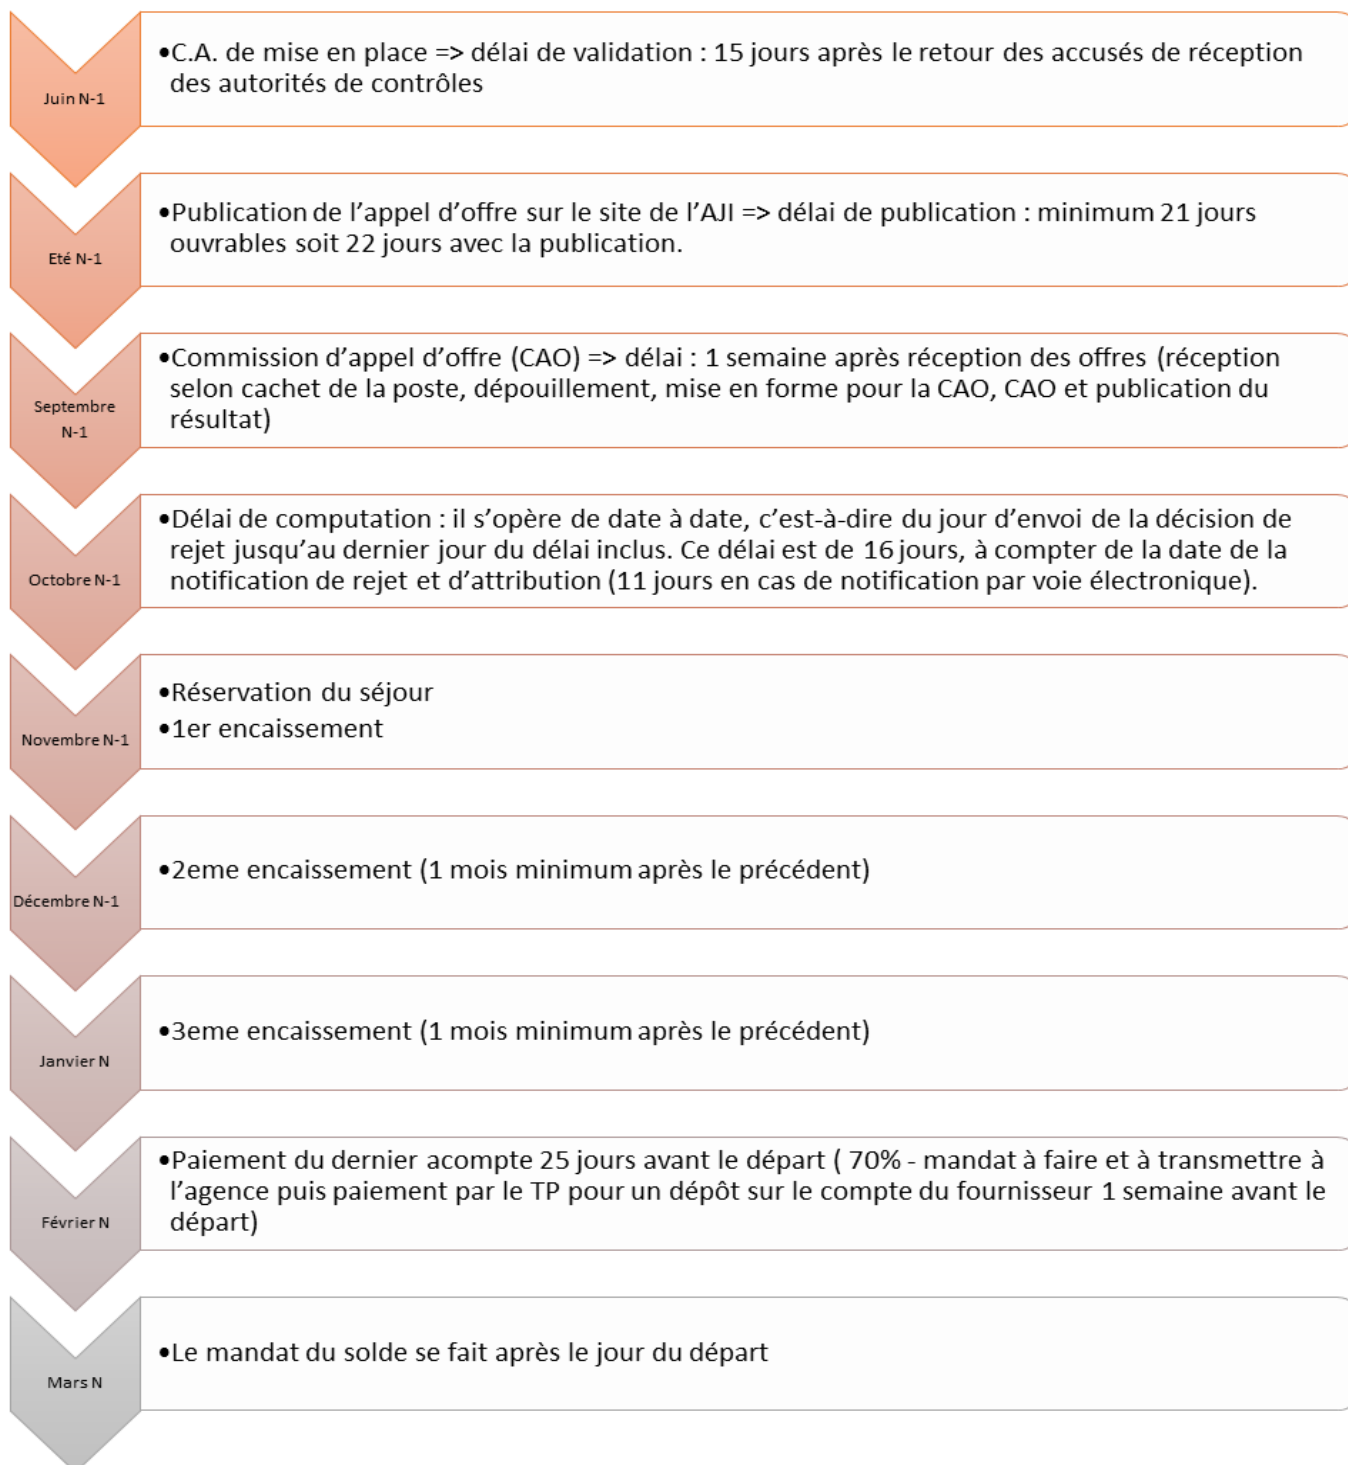 Juin N-1
•C.A. de mise en place => délai de validation : 15 jours après le retour des accusés de réception
des autorités de contrôles
Eté N-1
•Publication de l’appel d’offre sur le site de l’AJI => délai de publication : minimum 21 jours
ouvrables soit 22 jours avec la publication.
Septembre
N-1
•Commission d’appel d’offre (CAO) => délai : 1 semaine après réception des offres (réception
selon cachet de la poste, dépouillement, mise en forme pour la CAO, CAO et publication du
résultat)
Octobre N-1
•Délai de computation : il s’opère de date à date, c’est-à-dire du jour d’envoi de la décision de
rejet jusqu’au dernier jour du délai inclus. Ce délai est de 16 jours, à compter de la date de la
notification de rejet et d’attribution (11 jours en cas de notification par voie électronique).
Novembre N-1
•Réservation du séjour
•1er encaissement
Décembre N-1
•2eme encaissement (1 mois minimum après le précédent)
Janvier N
•3eme encaissement (1 mois minimum après le précédent)
Février N
•Paiement du dernier acompte 25 jours avant le départ ( 70% - mandat à faire et à transmettre à
l’agence puis paiement par le TP pour un dépôt sur le compte du fournisseur 1 semaine avant le
départ)
Mars N
•Le mandat du solde se fait après le jour du départ